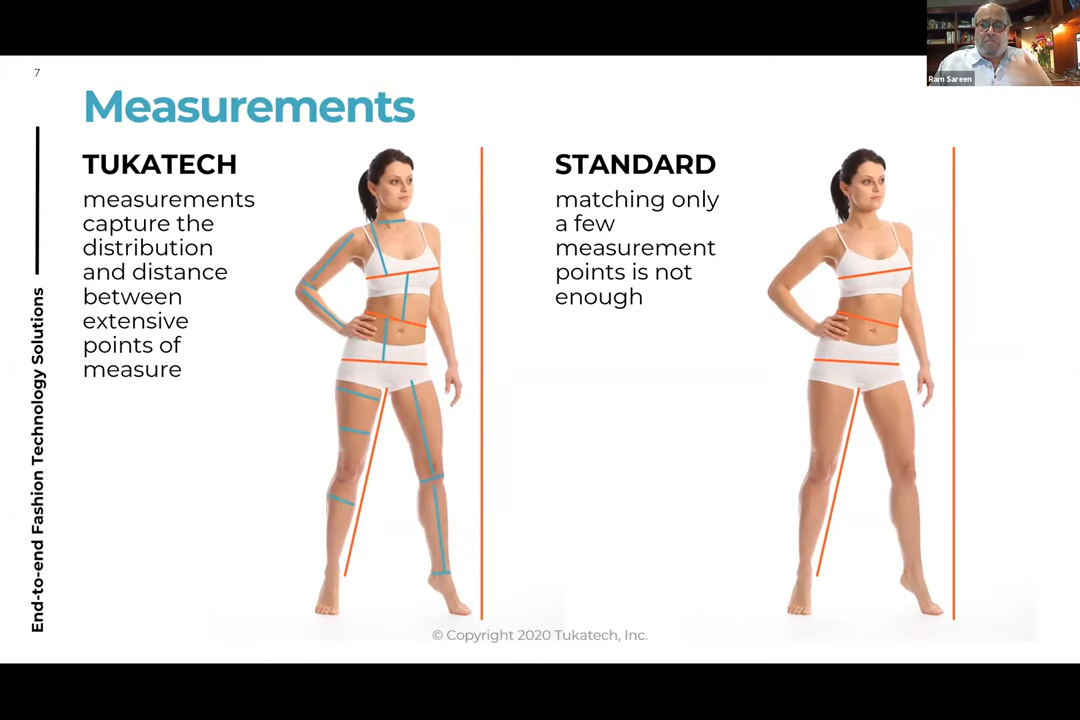 Ram Sareen
7
Measurements
TUKATECH
measurements
capture the
distribution
and distance
between
extensive
points of
measure
STANDARD
matching only
a few
measurement
points is not
enough
End-to-end Fashion Technology Solutions
© Copyright 2020 Tukatech, Inc.